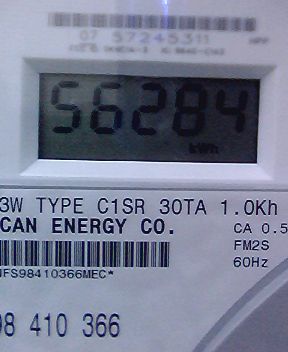 07 57245311
56284
kWh
3W TYPE C1SR 30TA 1.0Kh
CAN ENERGY CO.
CA 0.5
FM2S
60Hz
NFS98410366MEC*
98 410 366